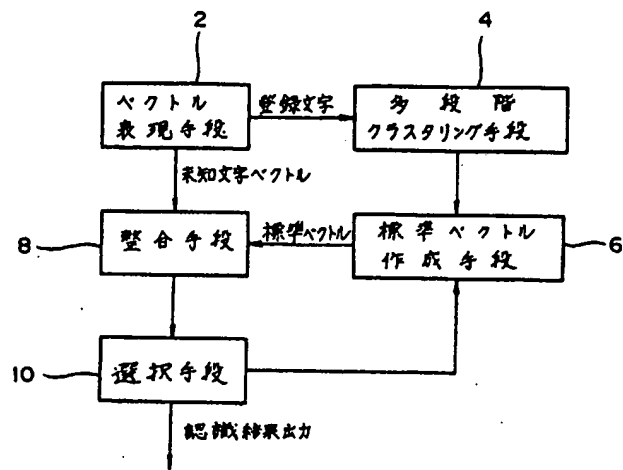 2
4
ベクトル
表現手段
登録文字
多段階
クラスタリング手段
未知文字ベクトル
8
整合手段
標準ベクトル
標準ベクトル
作成手段
6
10
選択手段
認識結果出力